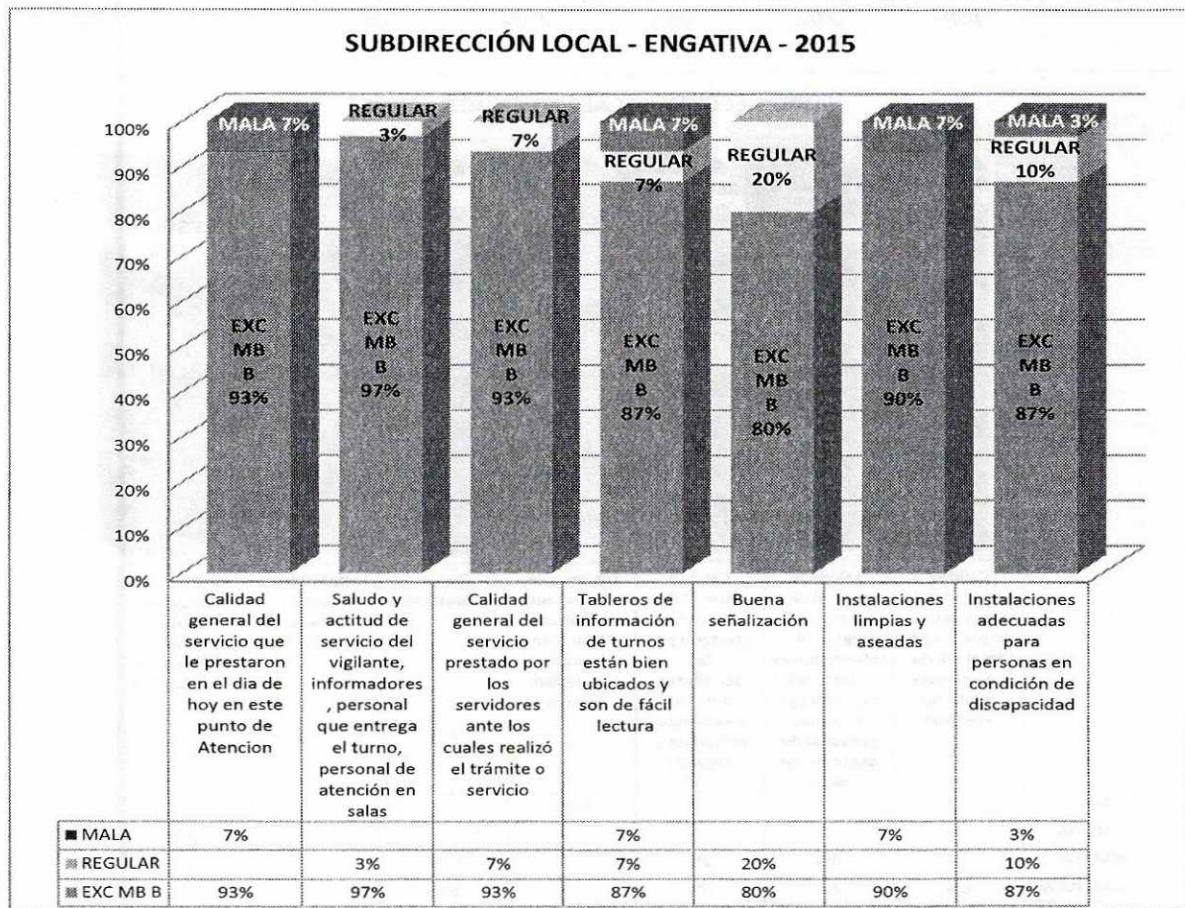 SUBDIRECCIÓN LOCAL - ENGATIVA - 2015
100%
90%
80%
70%
60%
50%
40%
30%
20%
10%
0%
MALA 7%
EXC
MB
B
93%
REGULAR
3%
EXC
MB
B
97%
REGULAR
7%
EXC
MB
B
93%
MALA 7%
REGULAR
7%
EXC
MB
B
87%
REGULAR
20%
EXC
MB
B
80%
MALA 7%
EXC
MB
B
90%
MALA 3%
REGULAR
10%
EXC
MB
B
87%
Calidad
general del
servicio que
le prestaron
en el dia de
hoy en este
punto de
Atencion
Saludo y
actitud de
servicio del
vigilante,
informadores
, personal
que entrega
el turno,
personal de
atención en
salas
Calidad
general del
servicio
prestado por
los
servidores
ante los
cuales realizó
el trámite o
servicio
Tableros de
información
de turnos
están bien
ubicados y
son de fácil
lectura
Buena
señalización
Instalaciones
limpias y
aseadas
Instalaciones
adecuadas
para
personas en
condición de
discapacidad
MALA 7% 7% 7% 3%
REGULAR 3% 7% 7% 20% 10%
EXC MB B 93% 97% 93% 87% 80% 90% 87%